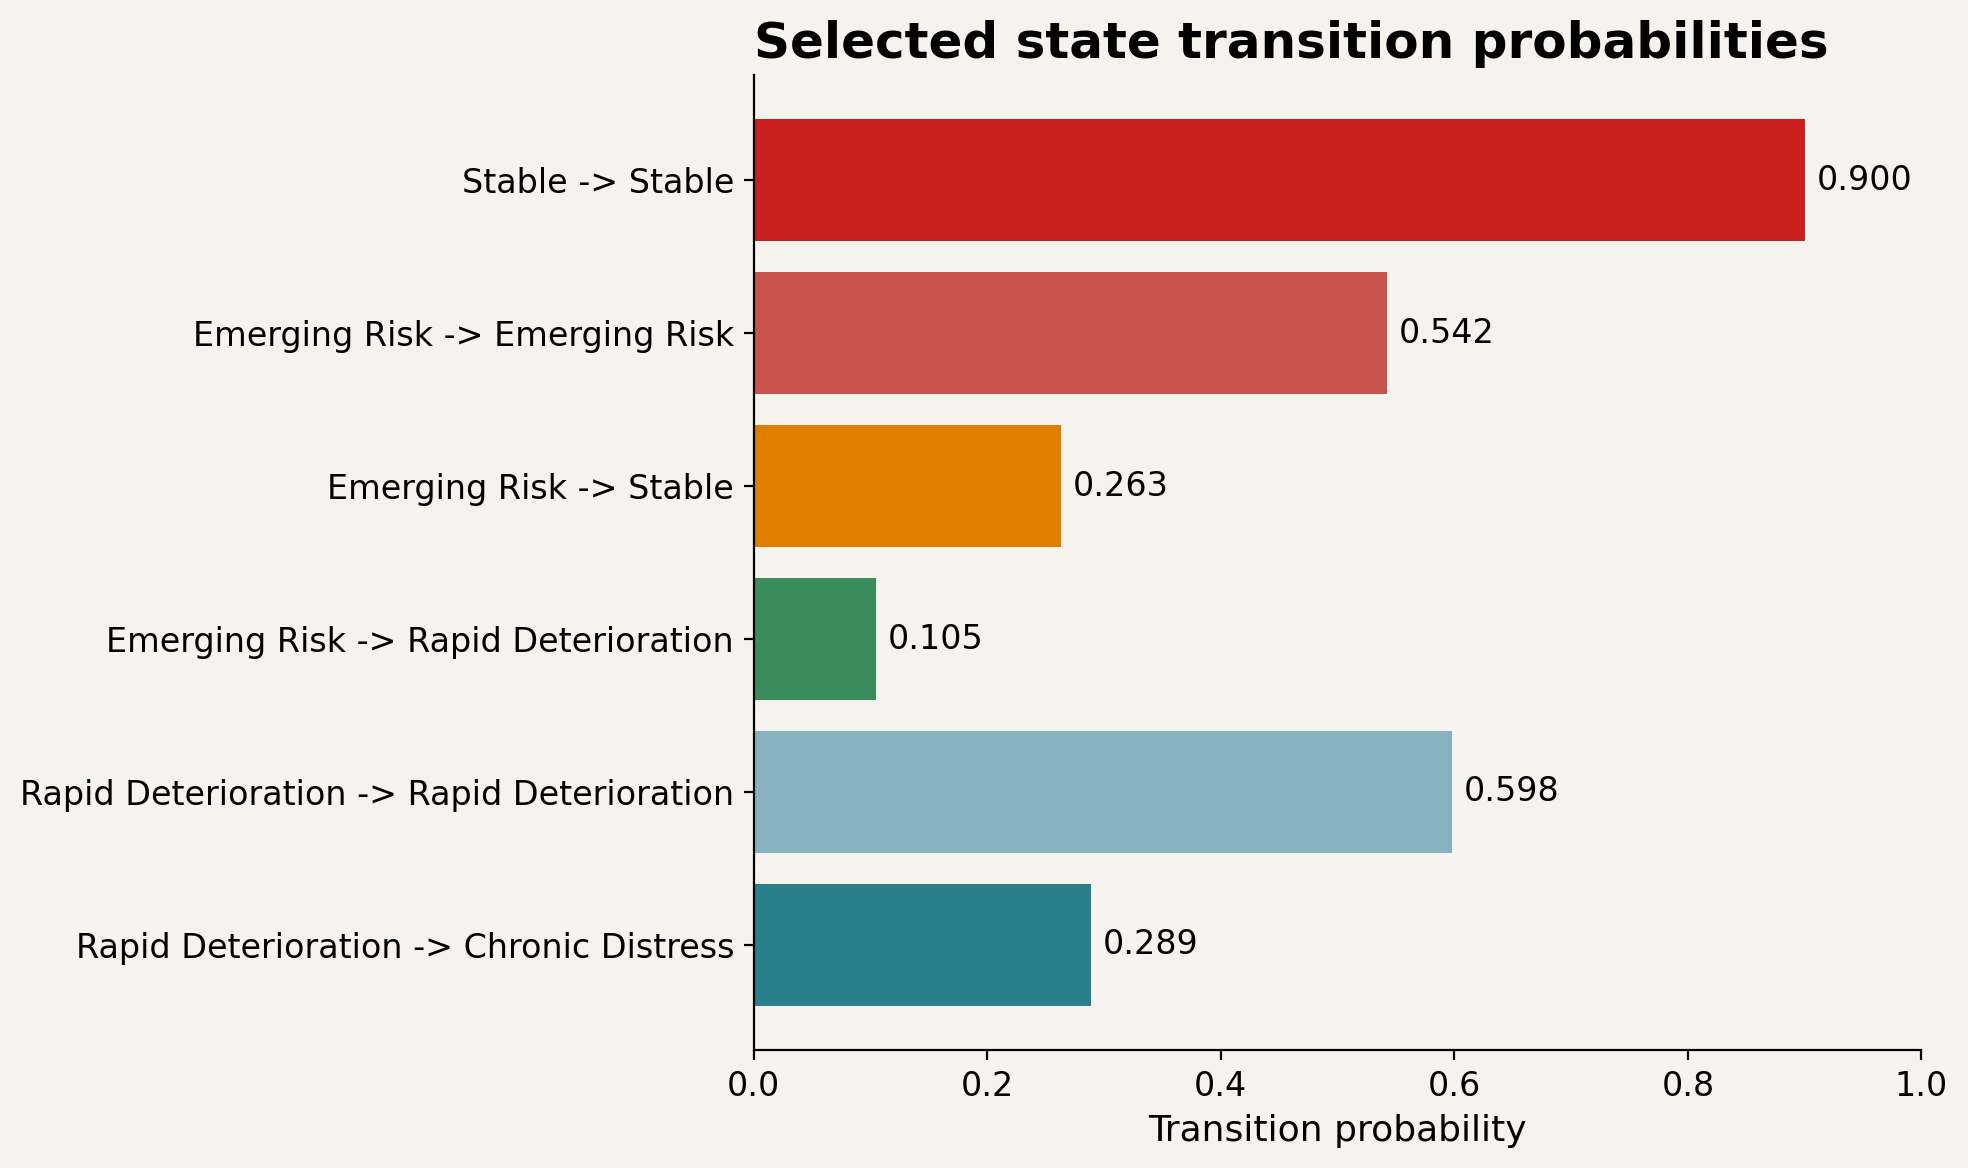 Selected state transition probabilities
Stable -> Stable
0.900
Emerging Risk -> Emerging Risk
0.542
Emerging Risk -> Stable
0.263
Emerging Risk -> Rapid Deterioration
0.105
Rapid Deterioration -> Rapid Deterioration
0.598
Rapid Deterioration -> Chronic Distress
0.289
0.0 0.2 0.4 0.6 0.8 1.0
Transition probability